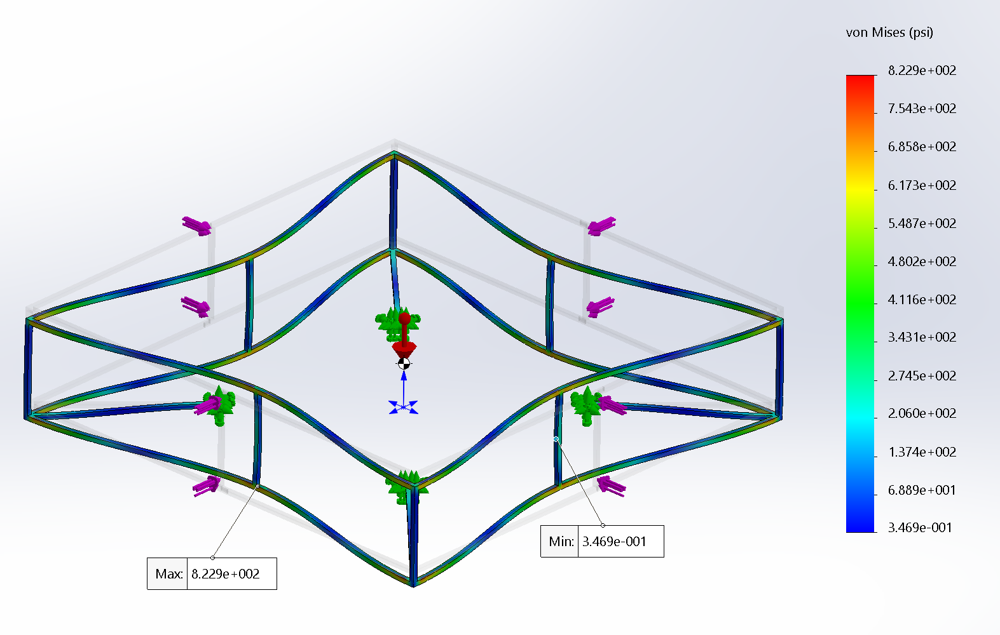 von Mises (psi)
8.229e+002
7.543e+002
6.858e+002
6.173e+002
5.487e+002
4.802e+002
4.116e+002
3.431e+002
2.745e+002
2.060e+002
1.374e+002
6.889e+001
3.469e-001
Min: 3.469e-001
Max: 8.229e+002